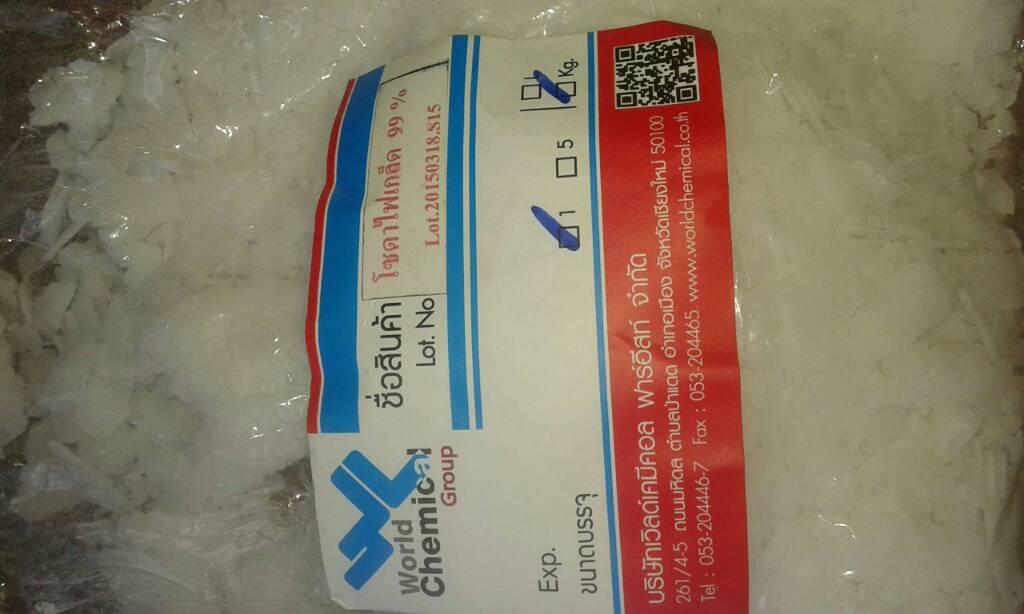 World
Chemical
Group
ชื่อสินค้า โซดาไฟเกล็ด 99 %
Lot. No Lot.20150318.S15
Exp.
ขนาดบรรจุ 1 5 Kg.
บริษัทเวิลด์เคมีคอล ฟาร์อีสท์ จำกัด
261/4-5 ถนนมหิดล ตำบลป่าแดด อำเภอเมือง จังหวัดเชียงใหม่ 50100
Tel : 053-204446-7 Fax : 053-204465 www.worldchemical.co.th